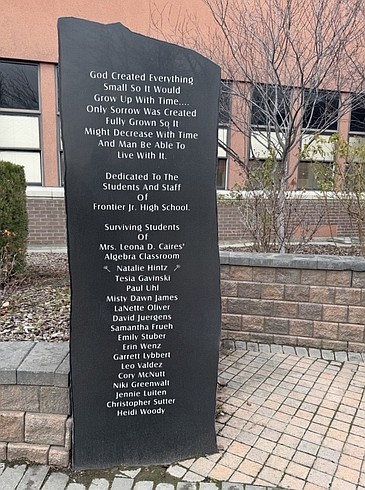 God Created Everything
Small So It Would
Grow Up With Time....
Only Sorrow Was Created
Fully Grown So It
Might Decrease With Time
And Man Be Able To
Live With It.
Dedicated To The
Students And Staff
Of
Frontier Jr. High School.
Surviving Students
Of
Mrs. Leona D. Caires'
Algebra Classroom
Natalie Hintz
Tesia Gavinski
Paul Uhl
Misty Dawn James
LaNette Oliver
David Juergens
Samantha Frueh
Emily Stuber
Erin Wenz
Garrett Lybbert
Leo Valdez
Cory McNutt
Niki Greenwalt
Jennie Luiten
Christopher Sutter
Heidi Woody